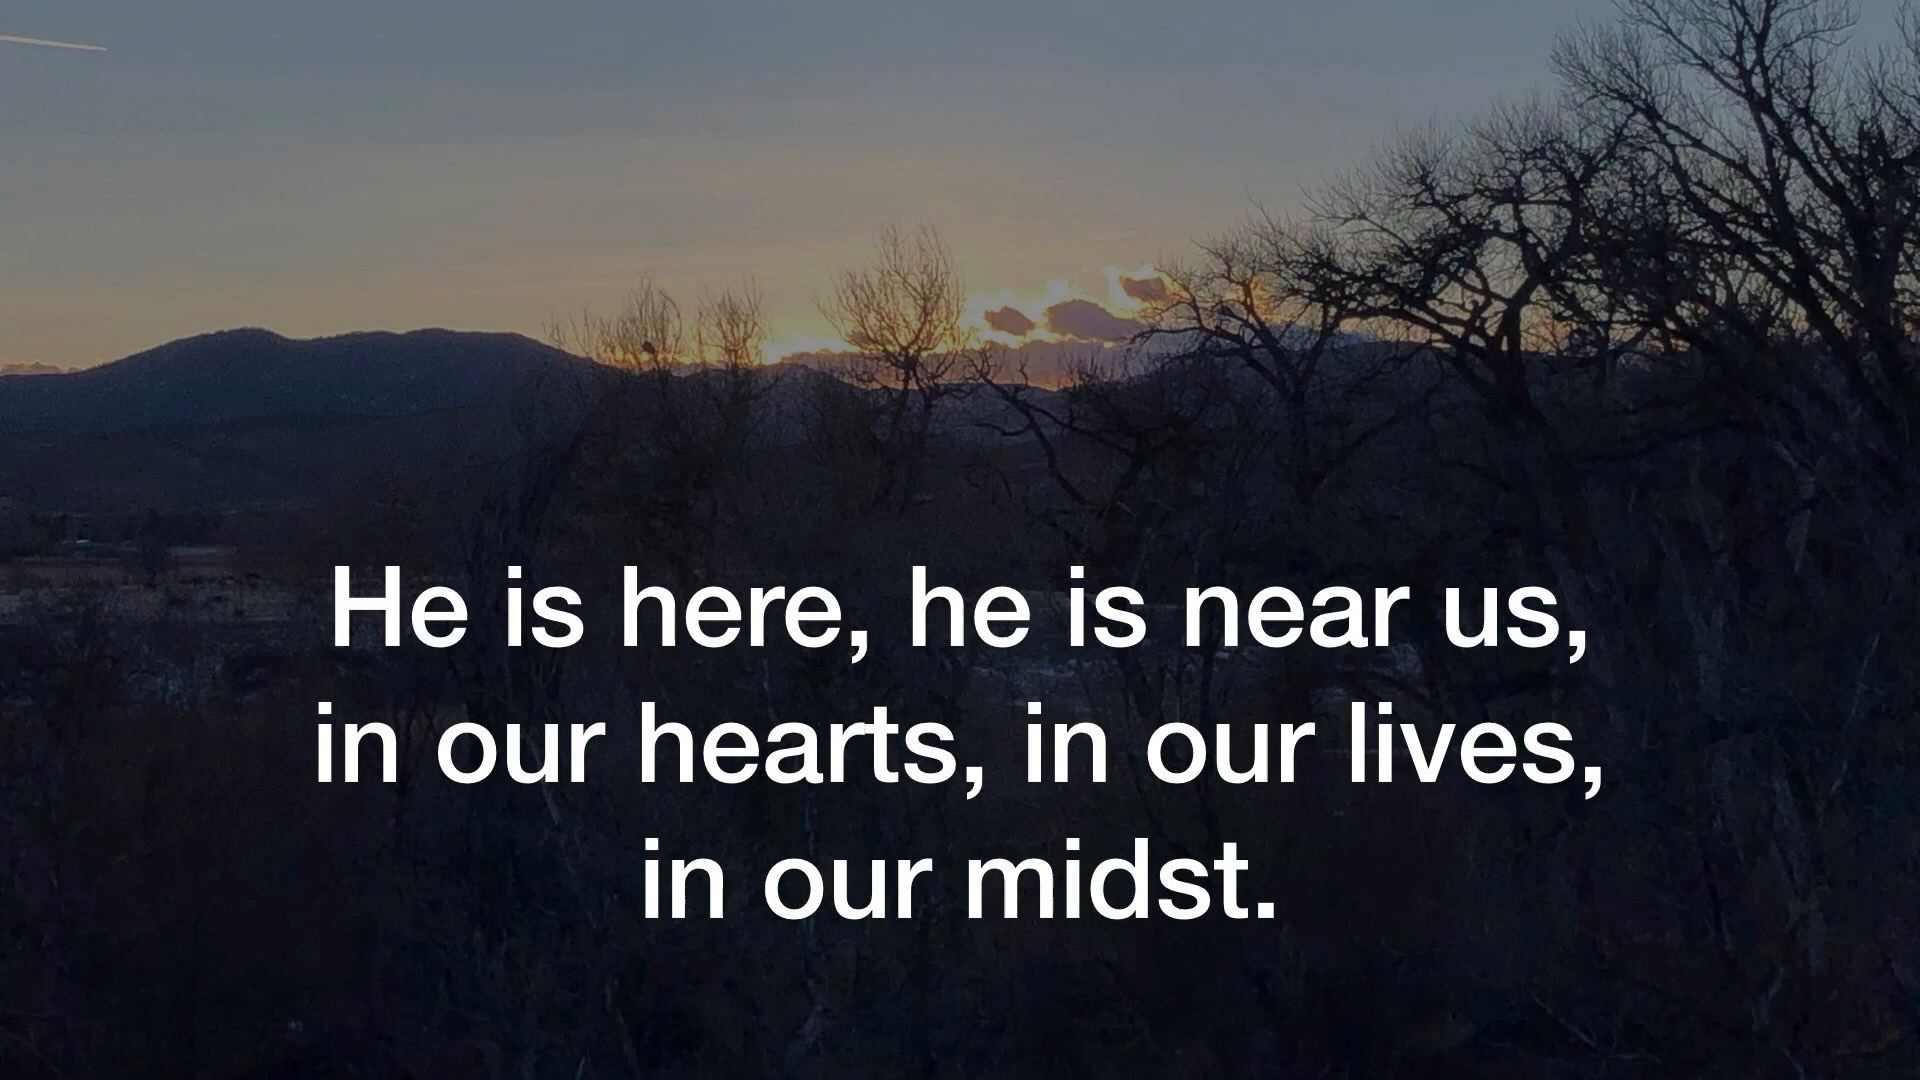 He is here, he is near us,
in our hearts, in our lives,
in our midst.